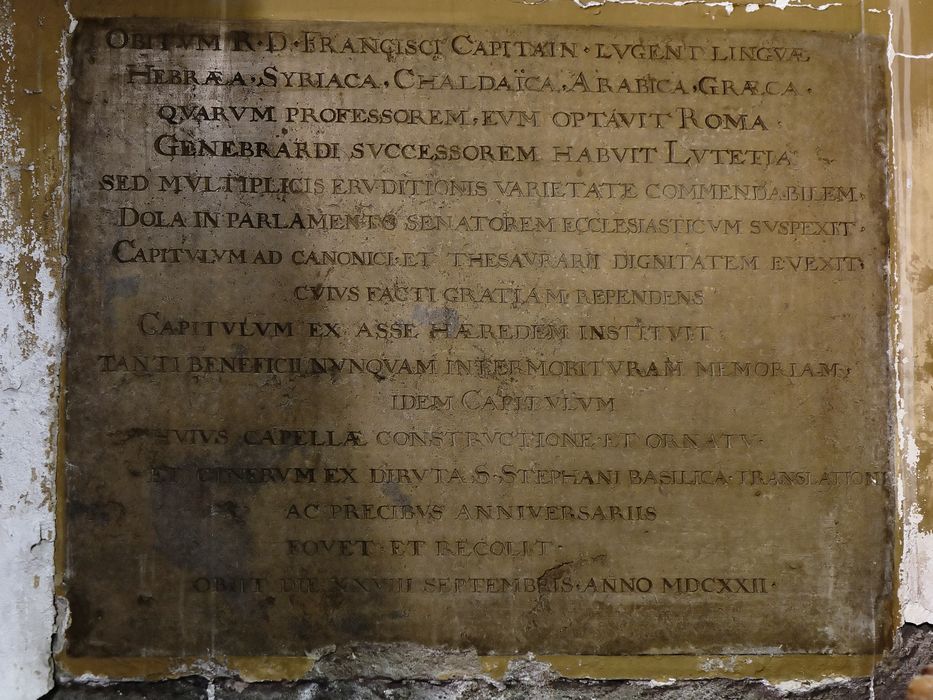 OBITVM R·D·FRANCISCI CAPITAIN·LVGENT LINGVÆ
HEBRÆA, SYRIACA, CHALDAÏCA, ARABICA, GRÆCA·
QVARVM PROFESSOREM, EVM OPTAVIT ROMA
GENEBRARDI SVCCESSOREM HABVIT LVTETIA
SED MVLTIPLICIS ERVDITIONIS VARIETATE COMMENDABILEM,
DOLA IN PARLAMENTO SENATOREM ECCLESIASTICVM SVSPEXIT·
CAPITVLVM AD CANONICI·ET THESAVRARII DIGNITATEM EVEXIT,
CVIVS FACTI GRATIAM REPENDENS
CAPITVLVM EX ASSE HÆREDEM INSTITVIT
TANTI BENEFICII NVNQVAM INTERMORITVRAM MEMORIAM,
IDEM CAPITVLVM
HVIVS CAPELLÆ CONSTRVCTIONE·ET ORNATV·
ET CINERVM EX DIRVTA·S·STEPHANI BASILICA·TRANSLATIONE
AC PRECIBVS ANNIVERSARIIS
FOVET·ET RECOLIT·
OBIIT DIE XXVIII SEPTEMBRIS·ANNO MDCXXII·